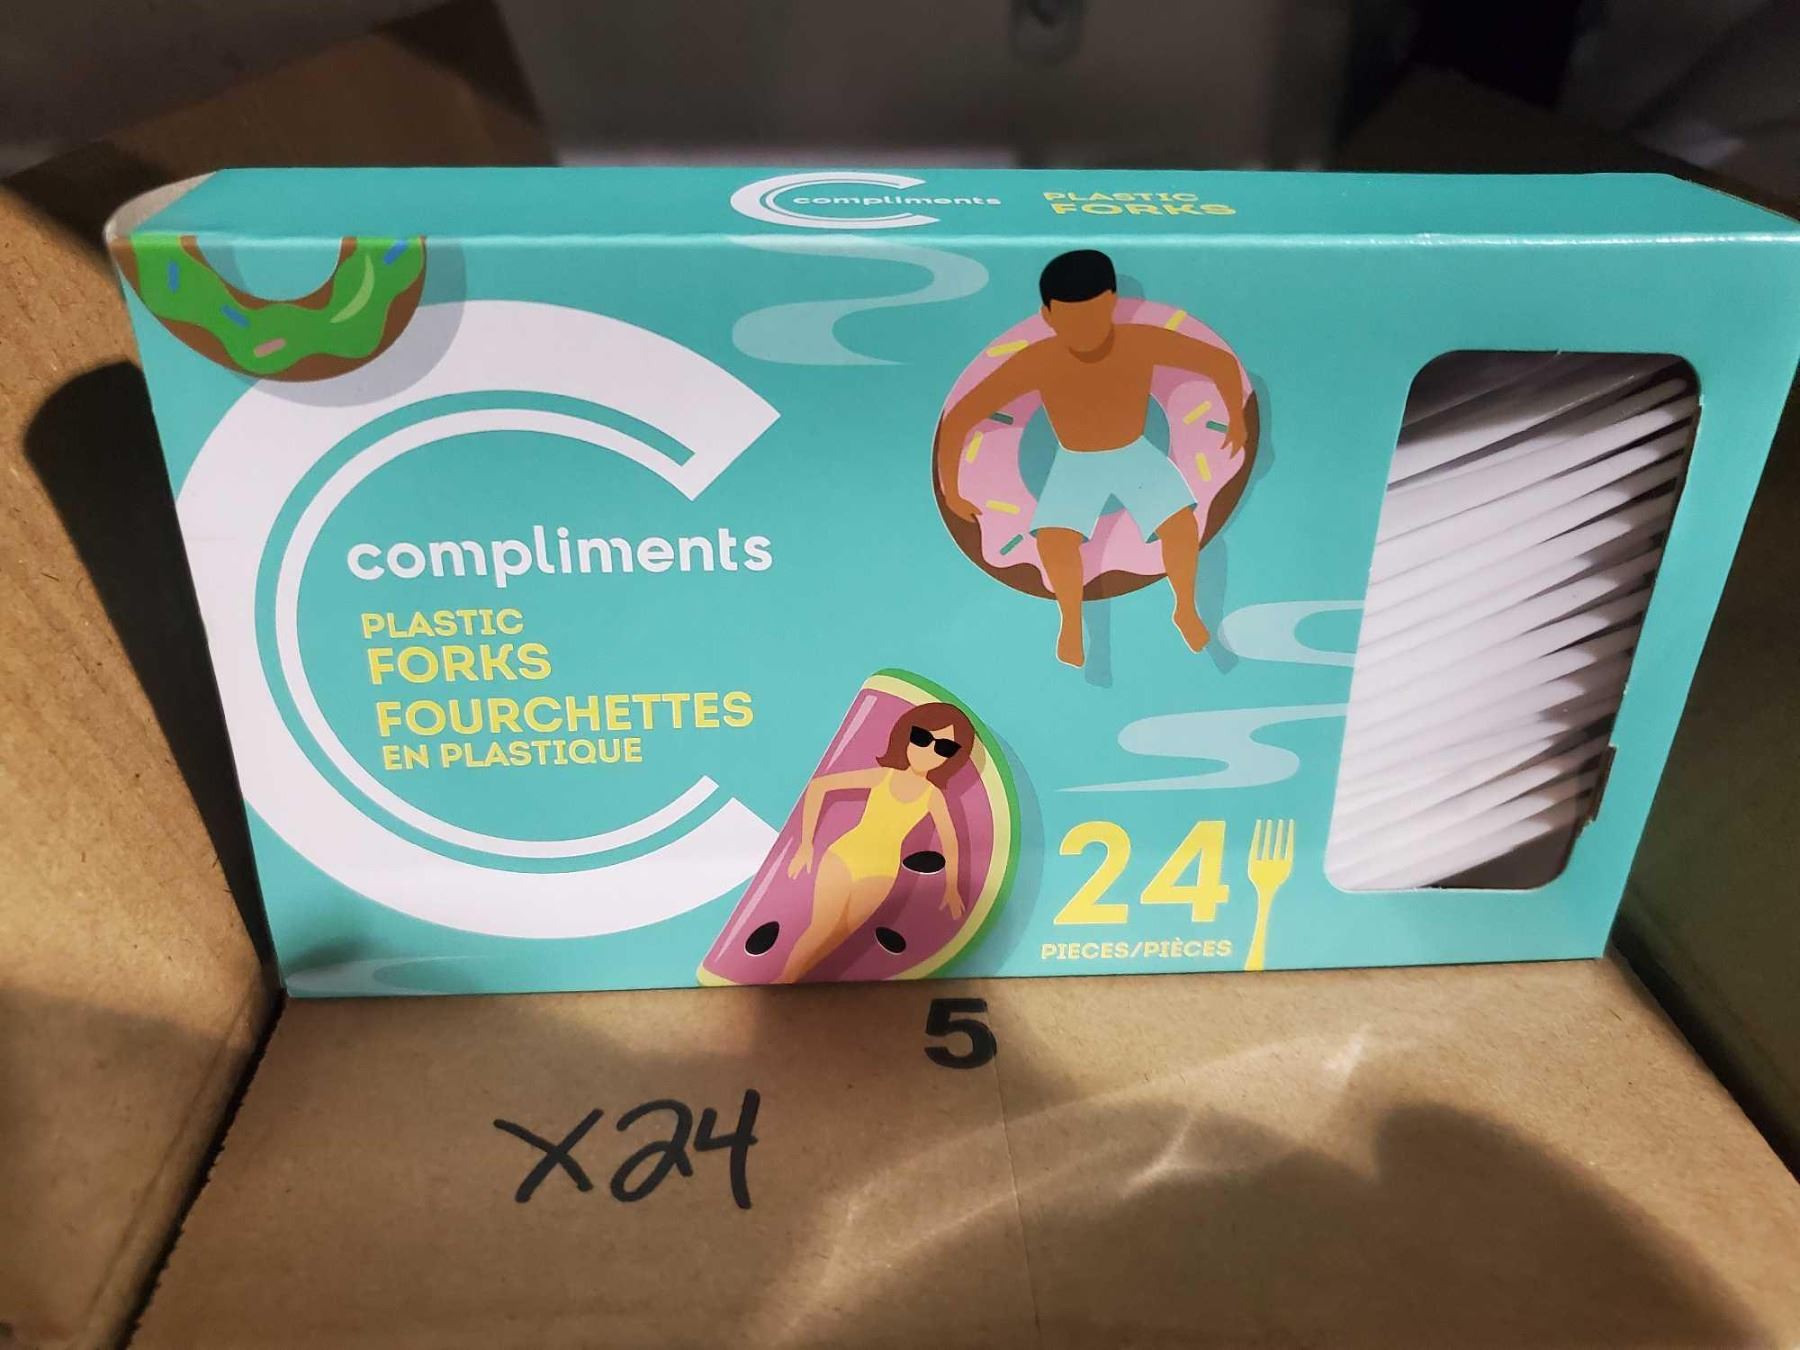 compliments
PLASTIC
FORKS
compliments
PLASTIC
FORKS
FOURCHETTES
EN PLASTIQUE
24
PIECES/PIÈCES
5
X24